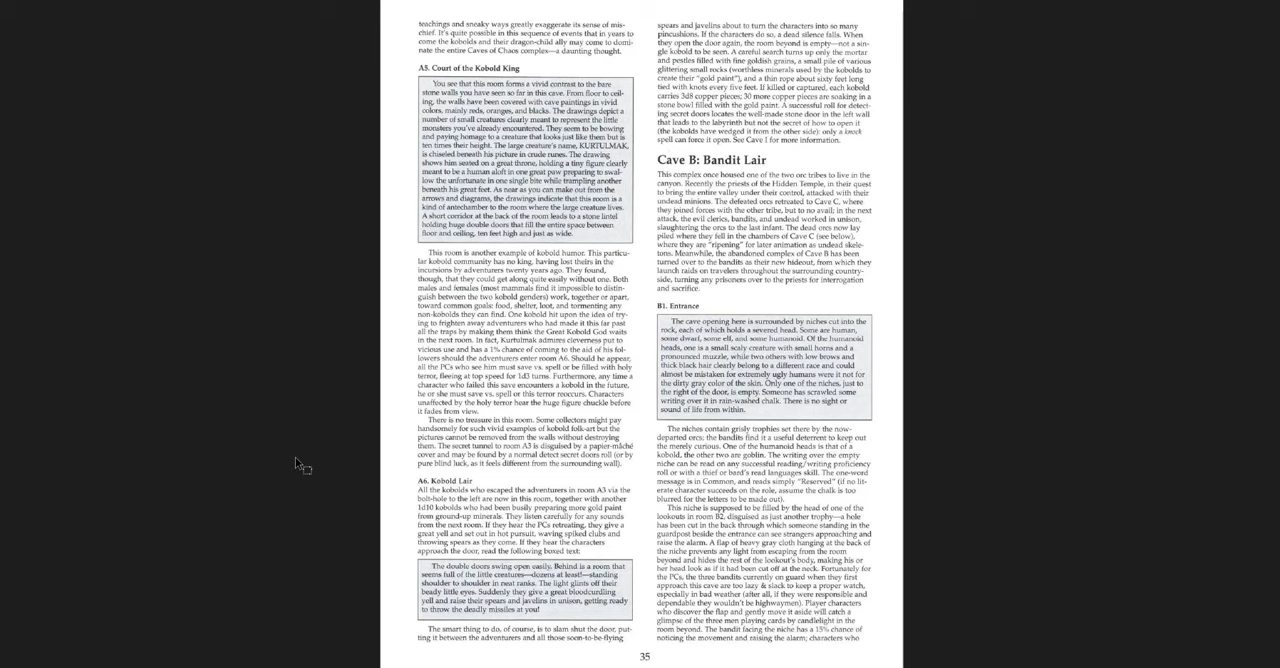 teachings and sneaky ways greatly exaggerate its sense of mis-
chief. It's quite possible in this sequence of events that in years to
come the kobolds and their dragon-child ally may come to domi-
nate the entire Caves of Chaos complex—a daunting thought.
A5. Court of the Kobold King
You see that this room forms a vivid contrast to the bare
stone walls you have seen so far in this cave. From floor to ceil-
ing, the walls have been covered with cave paintings in vivid
colors, mainly reds, oranges, and blacks. The drawings depict a
number of small creatures clearly meant to represent the little
monsters you've already encountered. They seem to be bowing
and paying homage to a creature that looks just like them but is
ten times their height. The large creature's name, KURTULMAK,
is chiseled beneath his picture in crude runes. The drawing
shows him seated on a great throne, holding a tiny figure clearly
meant to be a human aloft in one great paw preparing to swal-
low the unfortunate in one single bite while trampling another
beneath his great feet. As near as you can make out from the
arrows and diagrams, the drawings indicate that this room is a
kind of antechamber to the room where the large creature lives.
A short corridor at the back of the room leads to a stone lintel
holding huge double doors that fill the entire space between
floor and ceiling, ten feet high and just as wide.
This room is another example of kobold humor. This particu-
lar kobold community has no king, having lost theirs in the
incursions by adventurers twenty years ago. They found,
though, that they could get along quite easily without one. Both
males and females (most mammals find it impossible to distin-
guish between the two kobold genders) work, together or apart,
toward common goals: food, shelter, loot, and tormenting any
non-kobolds they can find. One kobold hit upon the idea of try-
ing to frighten away adventurers who had made it this far past
all the traps by making them think the Great Kobold God waits
in the next room. In fact, Kurtulmak admires cleverness put to
vicious use and has a 1% chance of coming to the aid of his fol-
lowers should the adventurers enter room A6. Should he appear,
all the PCs who see him must save vs. spell or be filled with holy
terror, fleeing at top speed for 1d3 turns. Furthermore, any time a
character who failed this save encounters a kobold in the future,
he or she must save vs. spell or this terror reoccurs. Characters
unaffected by the holy terror hear the huge figure chuckle before
it fades from view.
There is no treasure in this room. Some collectors might pay
handsomely for such vivid examples of kobold folk-art but the
pictures cannot be removed from the walls without destroying
them. The secret tunnel to room A3 is disguised by a papier-mâché
cover and may be found by a normal detect secret doors roll (or by
pure blind luck, as it feels different from the surrounding wall).
A6. Kobold Lair
All the kobolds who escaped the adventurers in room A3 via the
bolt-hole to the left are now in this room, together with another
1d10 kobolds who had been busily preparing more gold paint
from ground-up minerals. They listen carefully for any sounds
from the next room. If they hear the PCs retreating, they give a
great yell and set out in hot pursuit, waving spiked clubs and
throwing spears as they come. If they hear the characters
approach the door, read the following boxed text:
The double doors swing open easily. Behind is a room that
seems full of the little creatures—dozens at least!—standing
shoulder to shoulder in neat ranks. The light glints off their
beady little eyes. Suddenly they give a great bloodcurdling
yell and raise their spears and javelins in unison, getting ready
to throw the deadly missiles at you!
The smart thing to do, of course, is to slam shut the door, put-
ting it between the adventurers and all those soon-to-be-flying
spears and javelins about to turn the characters into so many
pincushions. If the characters do so, a dead silence falls. When
they open the door again, the room beyond is empty—not a sin-
gle kobold to be seen. A careful search turns up only the mortar
and pestles filled with fine goldish grains, a small pile of various
glittering small rocks (worthless minerals used by the kobolds to
create their "gold paint"), and a thin rope about sixty feet long
tied with knots every five feet. If killed or captured, each kobold
carries 3d8 copper pieces; 30 more copper pieces are soaking in a
stone bowl filled with the gold paint. A successful roll for detect-
ing secret doors locates the well-made stone door in the left wall
that leads to the labyrinth but not the secret of how to open it
(the kobolds have wedged it from the other side): only a knock
spell can force it open. See Cave I for more information.
Cave B: Bandit Lair
This complex once housed one of the two orc tribes to live in the
canyon. Recently the priests of the Hidden Temple, in their quest
to bring the entire valley under their control, attacked with their
undead minions. The defeated orcs retreated to Cave C, where
they joined forces with the other tribe, but to no avail; in the next
attack, the evil clerics, bandits, and undead worked in unison,
slaughtering the orcs to the last infant. The dead orcs now lay
piled where they fell in the chambers of Cave C (see below),
where they are "ripening" for later animation as undead skele-
tons. Meanwhile, the abandoned complex of Cave B has been
turned over to the bandits as their new hideout, from which they
launch raids on travelers throughout the surrounding country-
side, turning any prisoners over to the priests for interrogation
and sacrifice.
B1. Entrance
The cave opening here is surrounded by niches cut into the
rock, each of which holds a severed head. Some are human,
some dwarf, some elf, and some humanoid. Of the humanoid
heads, one is a small scaly creature with small horns and a
pronounced muzzle, while two others with low brows and
thick black hair clearly belong to a different race and could
almost be mistaken for extremely ugly humans were it not for
the dirty gray color of the skin. Only one of the niches, just to
the right of the door, is empty. Someone has scrawled some
writing over it in rain-washed chalk. There is no sight or
sound of life from within.
The niches contain grisly trophies set there by the now-
departed orcs; the bandits find it a useful deterrent to keep out
the merely curious. One of the humanoid heads is that of a
kobold, the other two are goblin. The writing over the empty
niche can be read on any successful reading/writing proficiency
roll or with a thief or bard's read languages skill. The one-word
message is in Common, and reads simply "Reserved" (if no lit-
erate character succeeds on the role, assume the chalk is too
blurred for the letters to be made out).
This niche is supposed to be filled by the head of one of the
lookouts in room B2, disguised as just another trophy—a hole
has been cut in the back through which someone standing in the
guardpost beside the entrance can see strangers approaching and
raise the alarm. A flap of heavy gray cloth hanging at the back of
the niche prevents any light from escaping from the room
beyond and hides the rest of the lookout's body, making his or
her head look as if it had been cut off at the neck. Fortunately for
the PCs, the three bandits currently on guard when they first
approach this cave are too lazy & slack to keep a proper watch,
especially in bad weather (after all, if they were responsible and
dependable they wouldn't be highwaymen). Player characters
who discover the flap and gently move it aside will catch a
glimpse of the three men playing cards by candlelight in the
room beyond. The bandit facing the niche has a 15% chance of
noticing the movement and raising the alarm; characters who
35